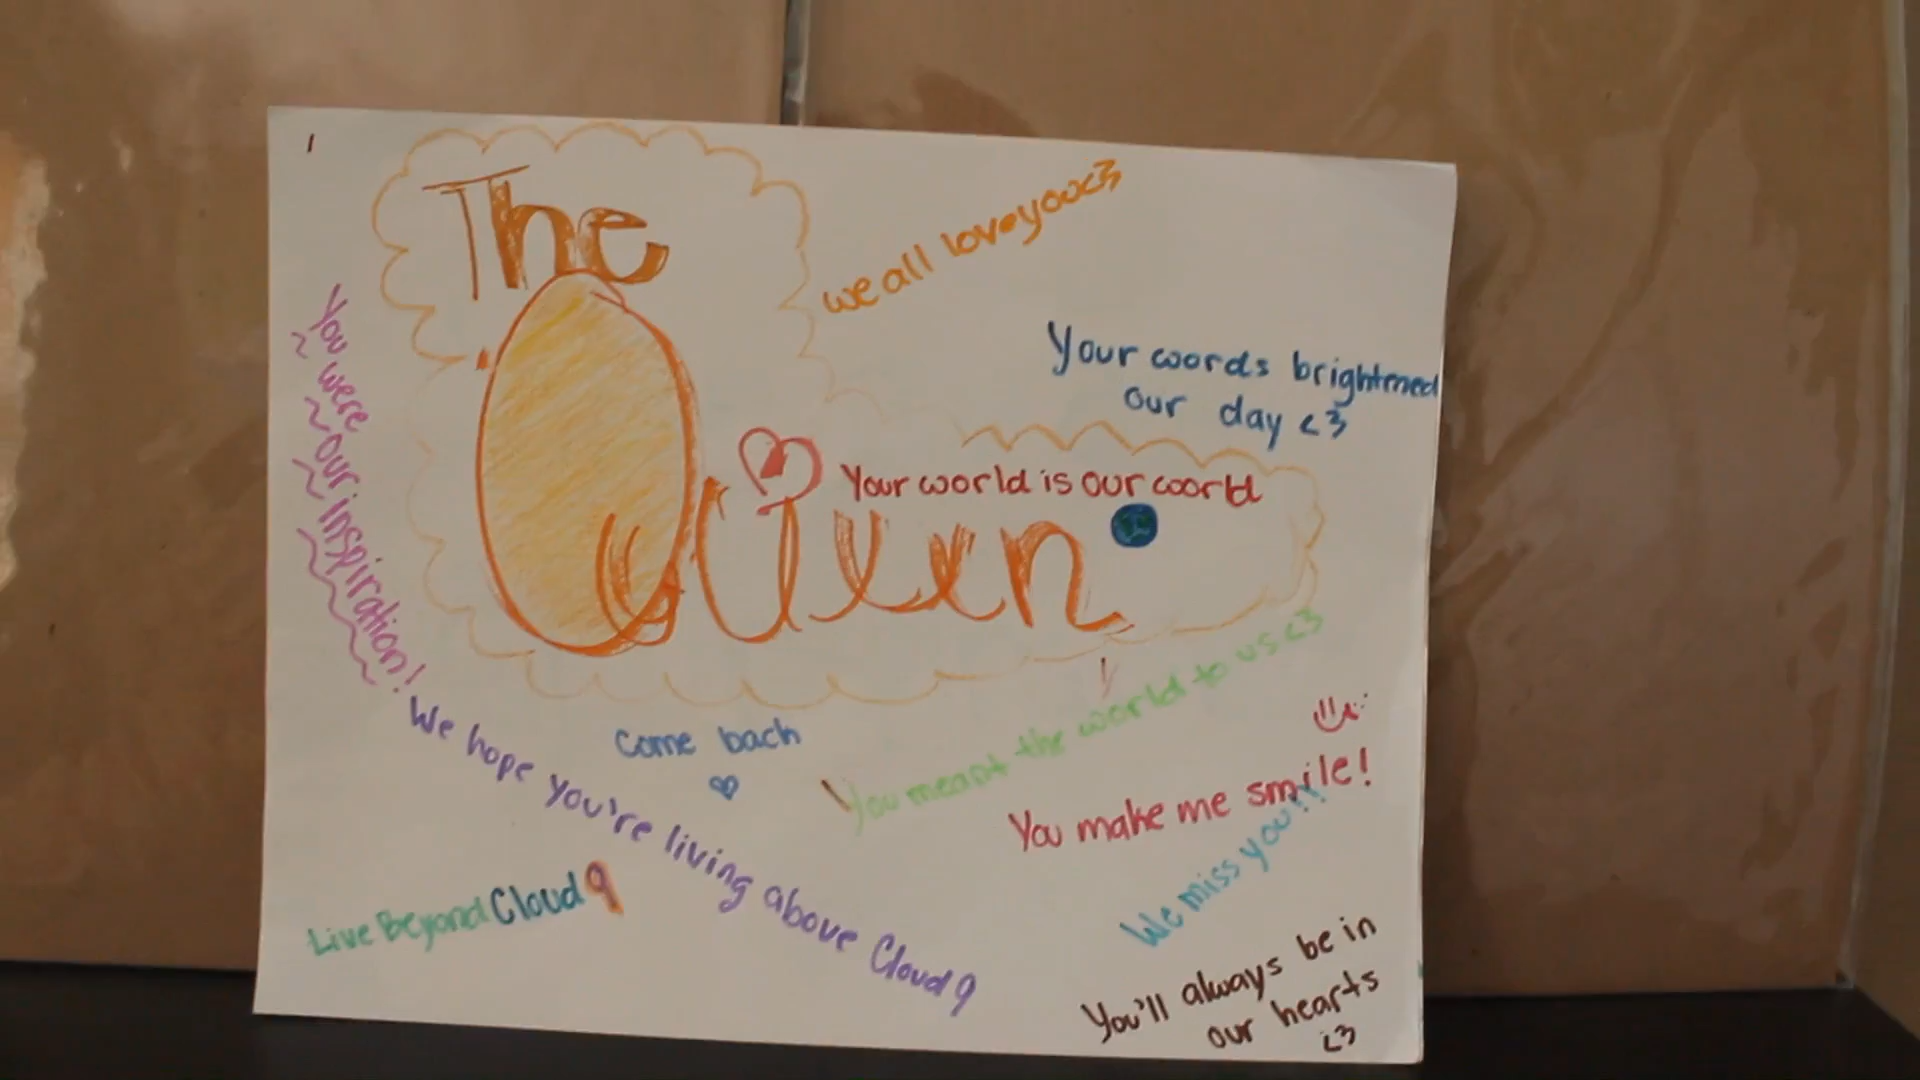 The
Queen
we all love you <3
Your words brightened
our day <3
Your world is our world
You were our inspiration!
You meant the world to us <3
Come back
We hope you're living above Cloud 9
You make me smile!
We miss you!!
Live Beyond Cloud 9
You'll always be in
our hearts
<3